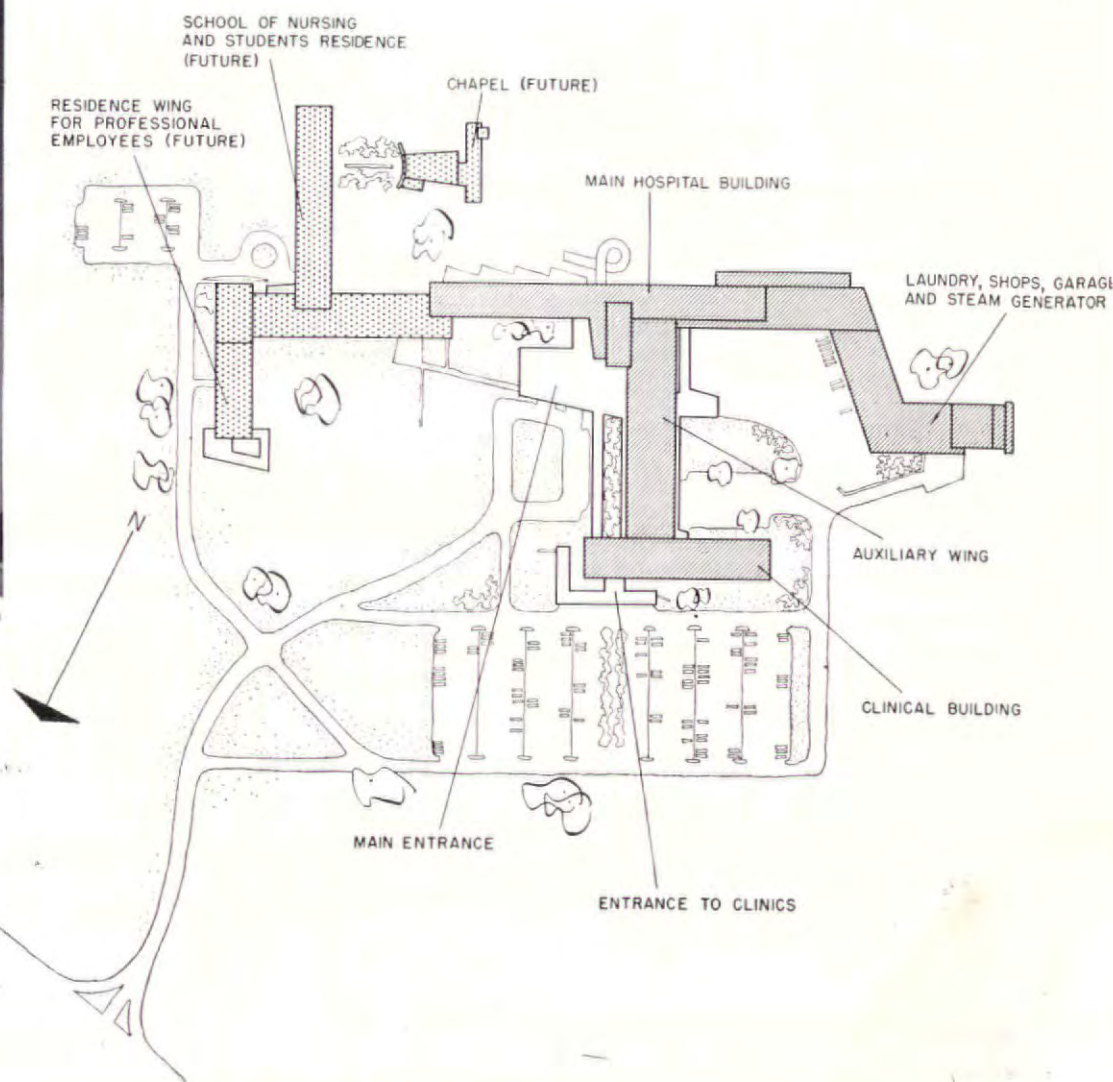 SCHOOL OF NURSING
AND STUDENTS RESIDENCE
(FUTURE)
CHAPEL (FUTURE)
RESIDENCE WING
FOR PROFESSIONAL
EMPLOYEES (FUTURE)
MAIN HOSPITAL BUILDING
LAUNDRY, SHOPS, GARAGE
AND STEAM GENERATOR
N
AUXILIARY WING
CLINICAL BUILDING
MAIN ENTRANCE
ENTRANCE TO CLINICS